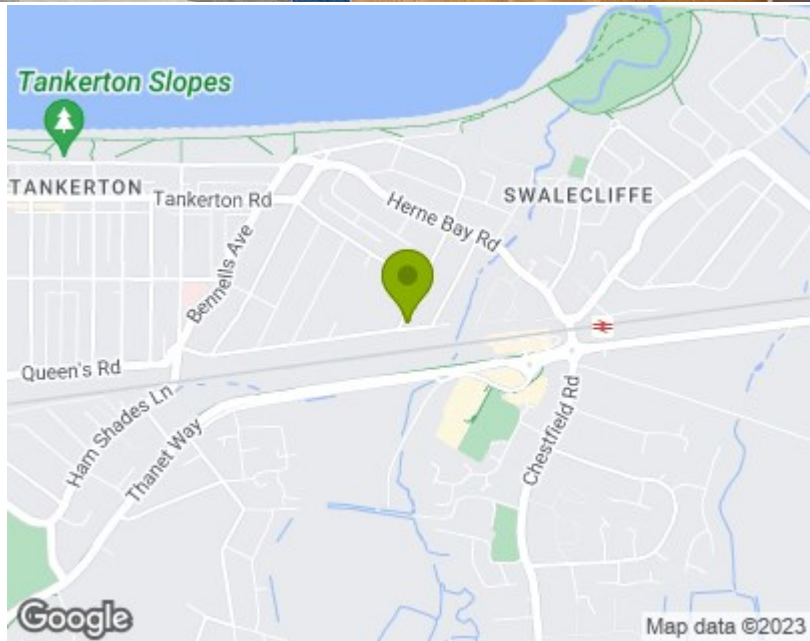 Tankerton Slopes
TANKERTON
Tankerton Rd
SWALECLIFFE
Herne Bay Rd
Bennells Ave
Queen's Rd
Ham Shades Ln
Thanet Way
Chestfield Rd
Google
Map data ©2023